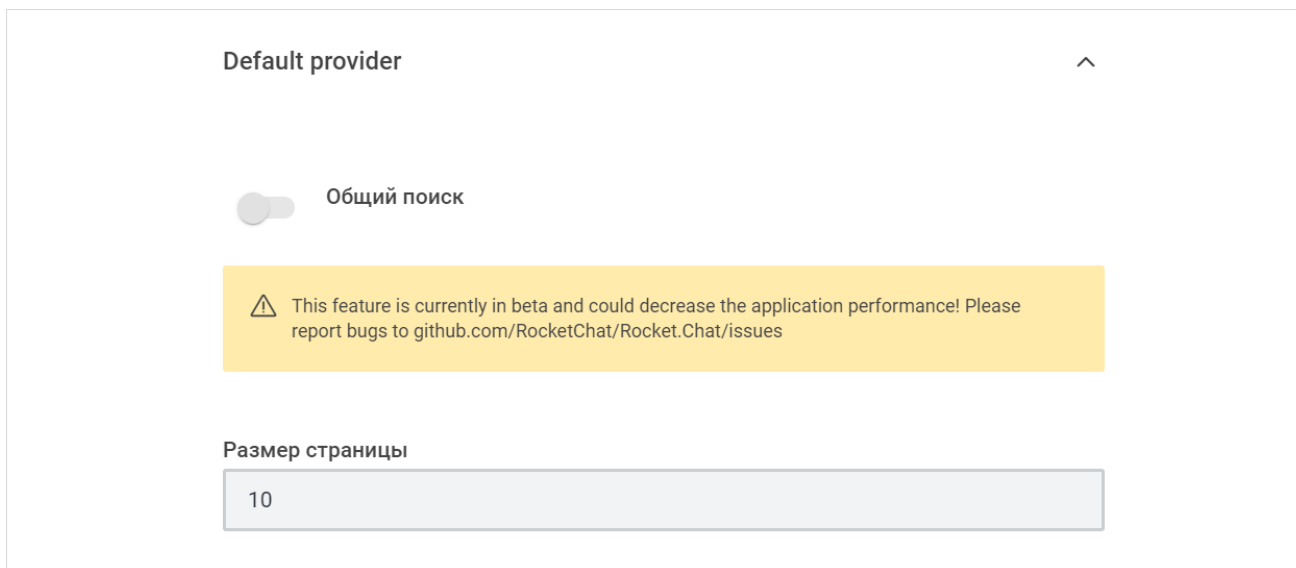 Default provider
Общий поиск
This feature is currently in beta and could decrease the application performance! Please
report bugs to github.com/RocketChat/Rocket.Chat/issues
Размер страницы
10